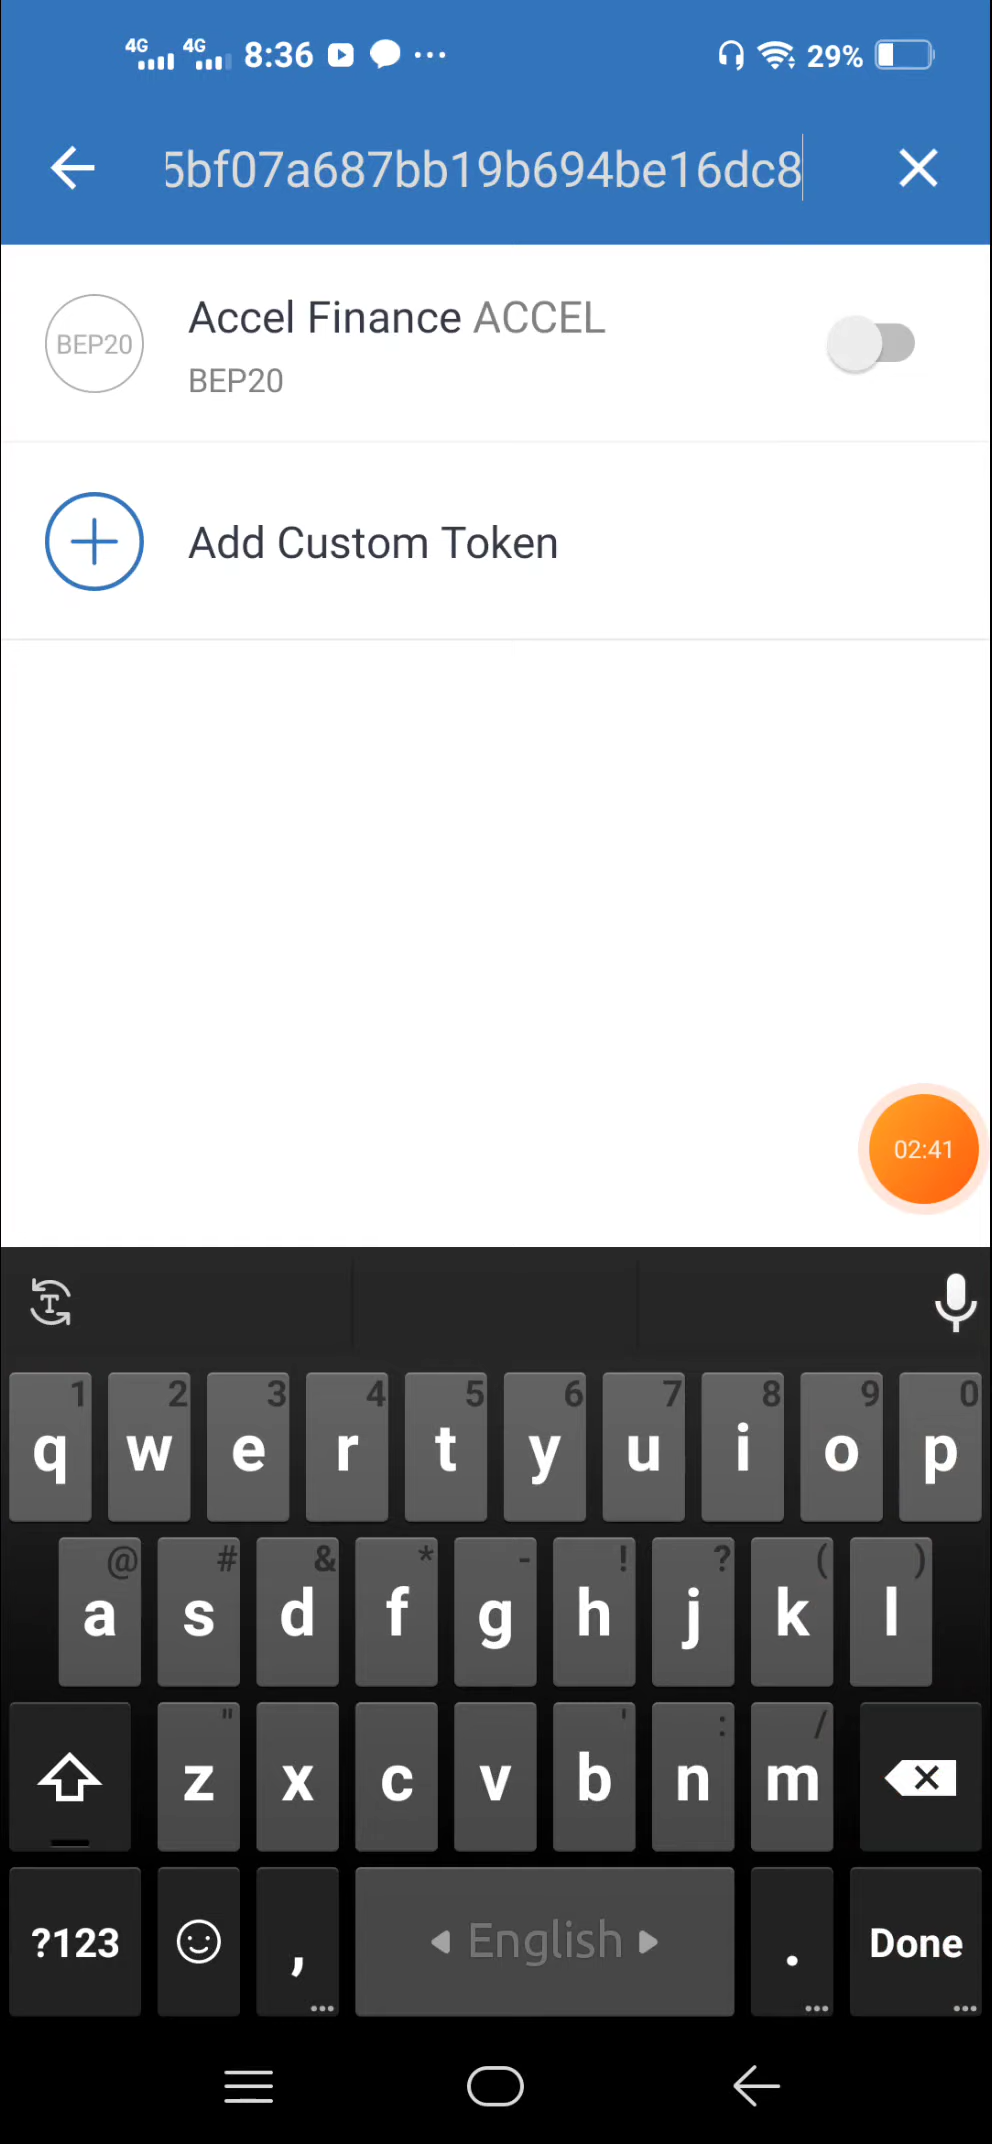 4G 4G 8:36 29%
5bf07a687bb19b694be16dc8
BEP20
Accel Finance ACCEL
BEP20
Add Custom Token
02:41
T
1 2 3 4 5 6 7 8 9 0
q w e r t y u i o p
@ # & * - ! ? ( )
a s d f g h j k l
" ' : /
z x c v b n m
?123 , English . Done